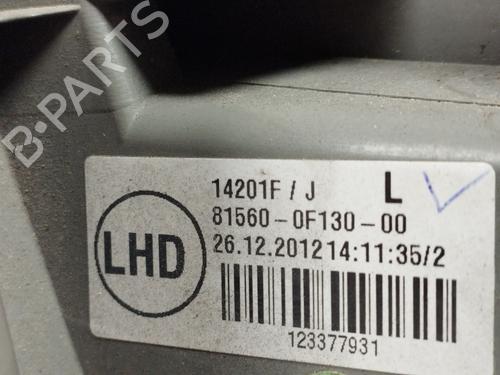 B-PARTS
14201F / J L
81560-0F130-00
LHD
26.12.2012 14:11:35/2
123377931